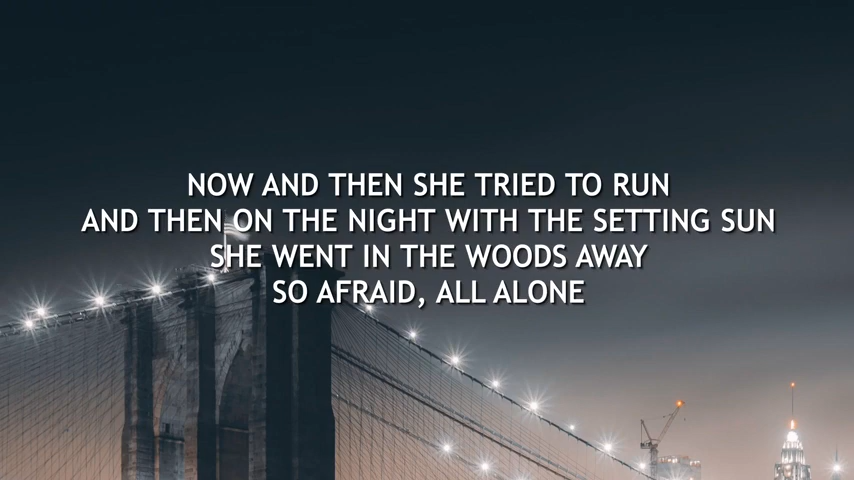 NOW AND THEN SHE TRIED TO RUN
AND THEN ON THE NIGHT WITH THE SETTING SUN
SHE WENT IN THE WOODS AWAY
SO AFRAID, ALL ALONE